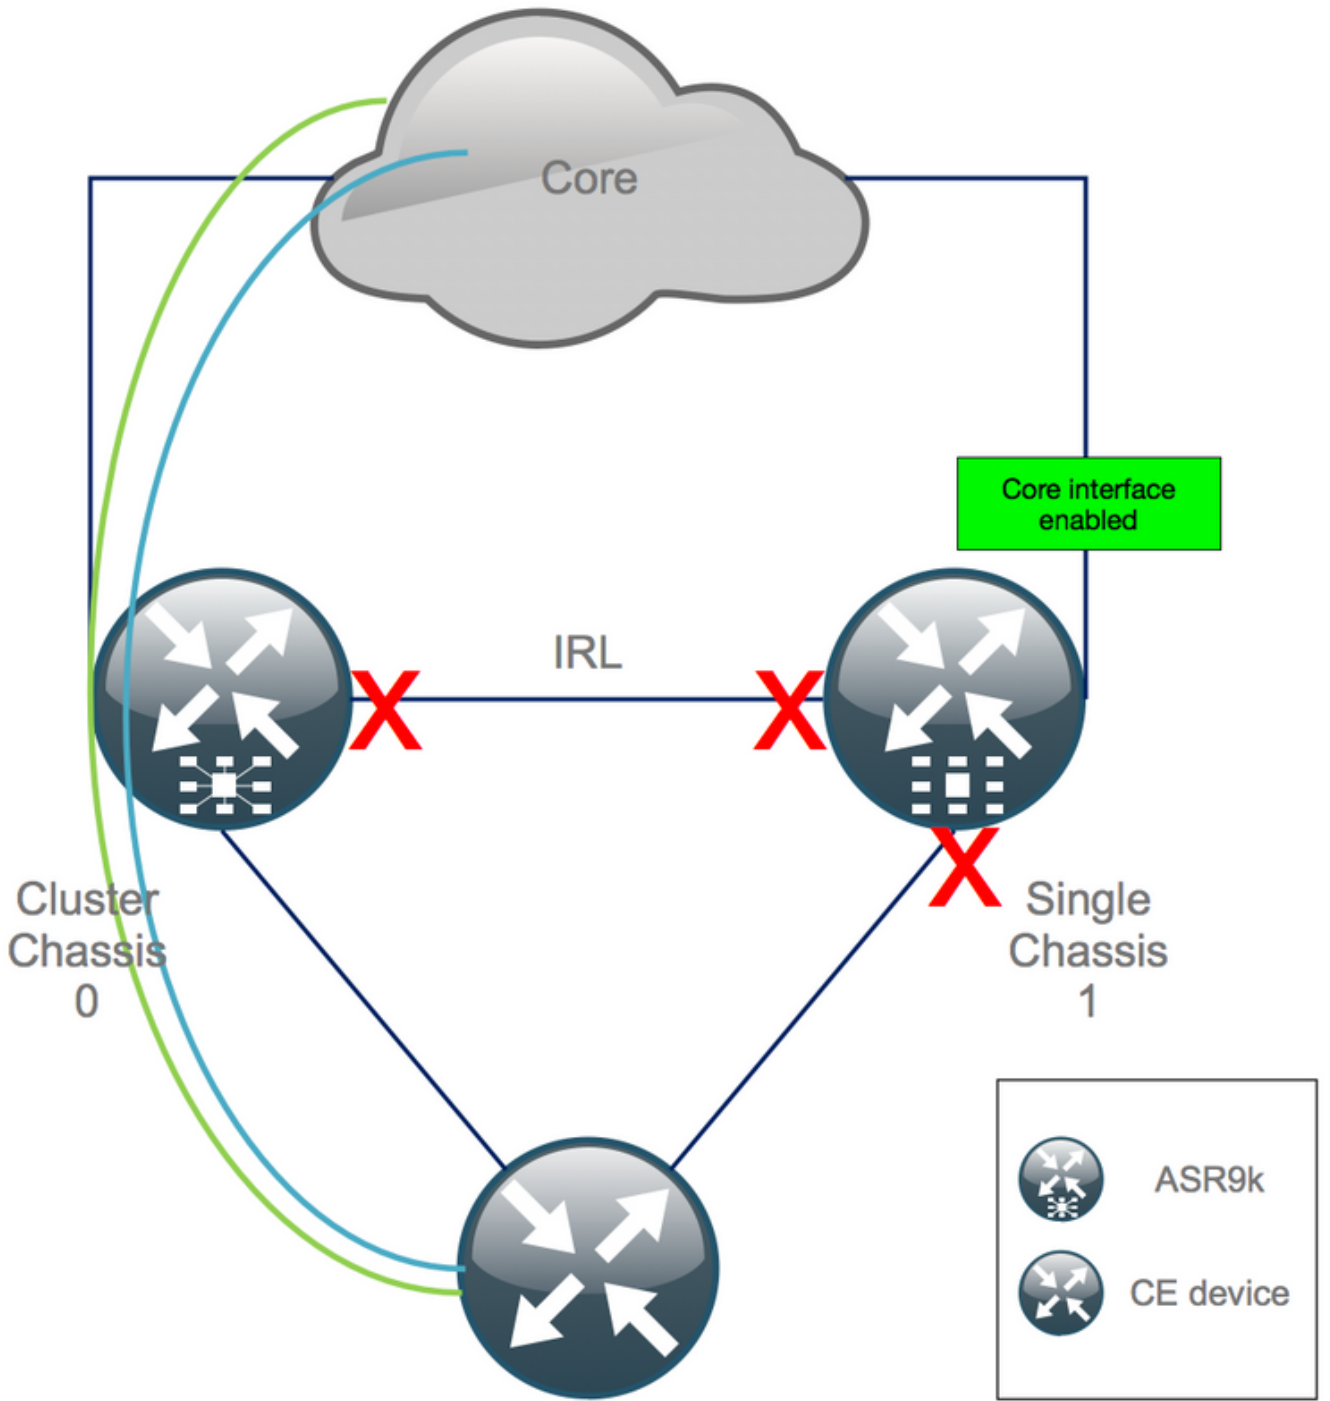 Core
Core interface
enabled
IRL
Cluster
Chassis
0
Single
Chassis
1
ASR9k
CE device